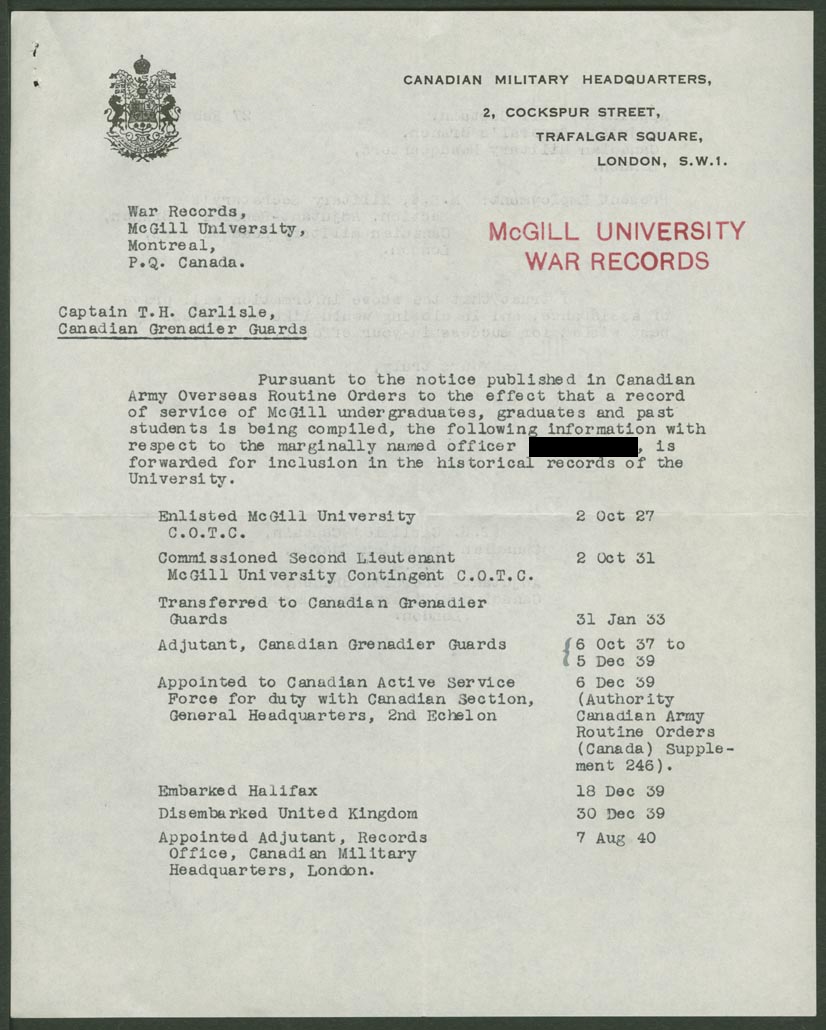 CANADIAN MILITARY HEADQUARTERS,
2, COCKSPUR STREET,
TRAFALGAR SQUARE,
LONDON, S.W.1.
War Records,
McGill University,
Montreal,
P.Q. Canada.
McGILL UNIVERSITY
WAR RECORDS
Captain T.H. Carlisle,
Canadian Grenadier Guards
Pursuant to the notice published in Canadian
Army Overseas Routine Orders to the effect that a record
of service of McGill undergraduates, graduates and past
students is being compiled, the following information with
respect to the marginally named officer , is
forwarded for inclusion in the historical records of the
University.
Enlisted McGill University 2 Oct 27
C.O.T.C.
Commissioned Second Lieutenant 2 Oct 31
McGill University Contingent C.O.T.C.
Transferred to Canadian Grenadier
Guards 31 Jan 33
Adjutant, Canadian Grenadier Guards 6 Oct 37 to
5 Dec 39
Appointed to Canadian Active Service 6 Dec 39
Force for duty with Canadian Section, (Authority
General Headquarters, 2nd Echelon Canadian Army
Routine Orders
(Canada) Supple-
ment 246).
Embarked Halifax 18 Dec 39
Disembarked United Kingdom 30 Dec 39
Appointed Adjutant, Records 7 Aug 40
Office, Canadian Military
Headquarters, London.